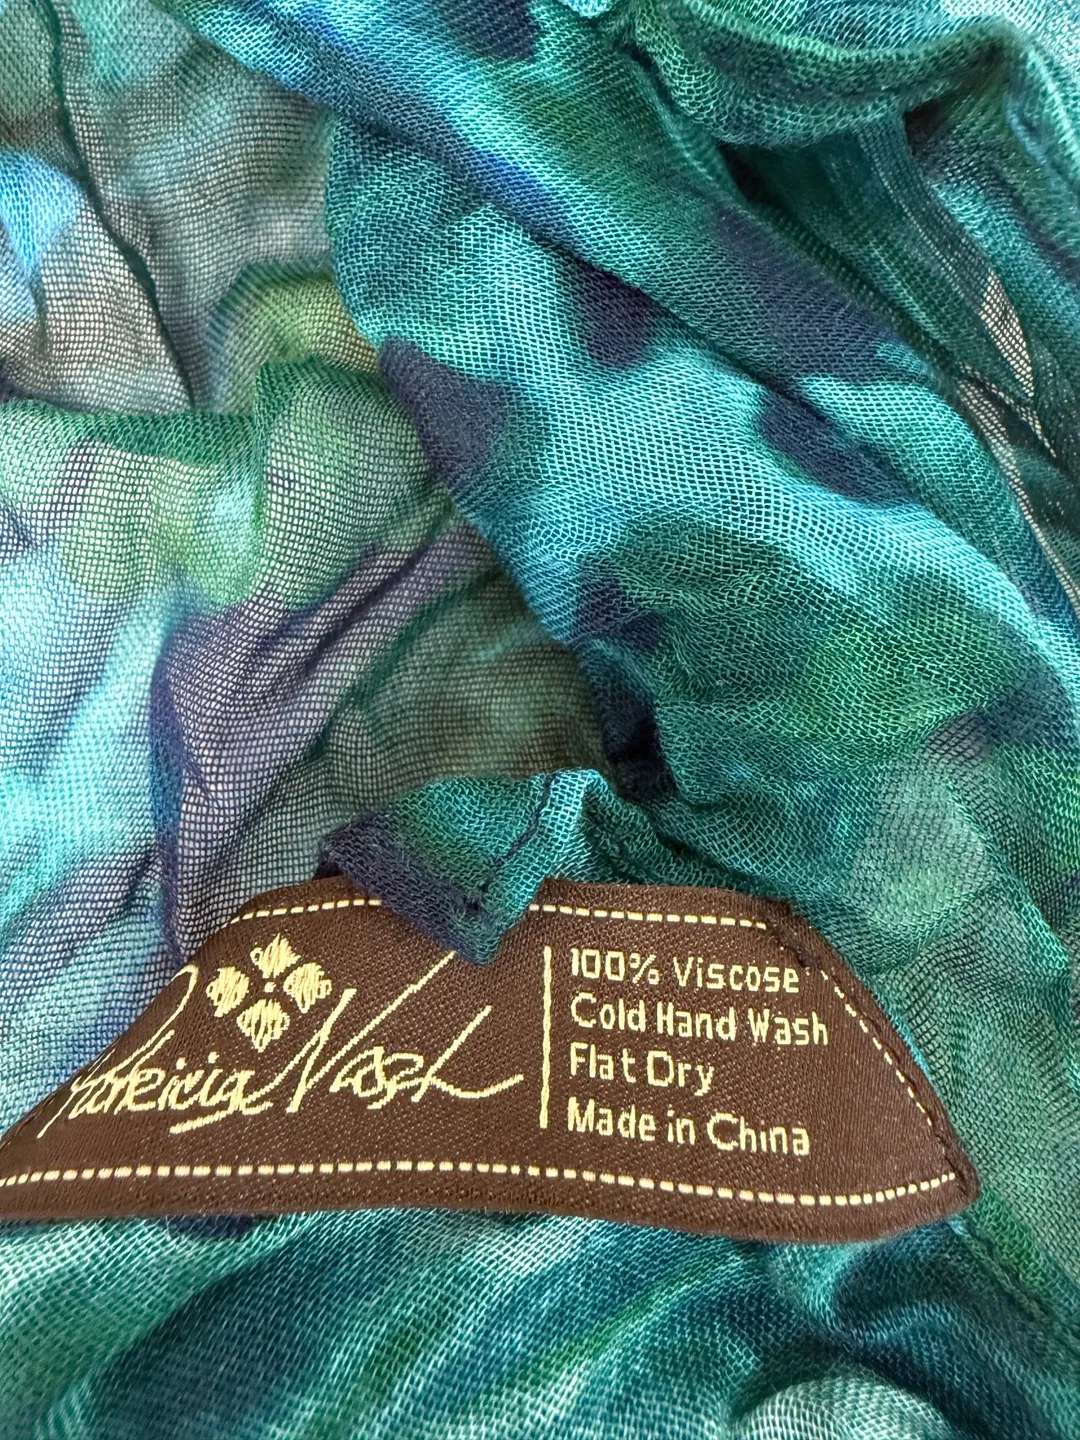 Patricia Nash
100% Viscose
Cold Hand Wash
Flat Dry
Made in China